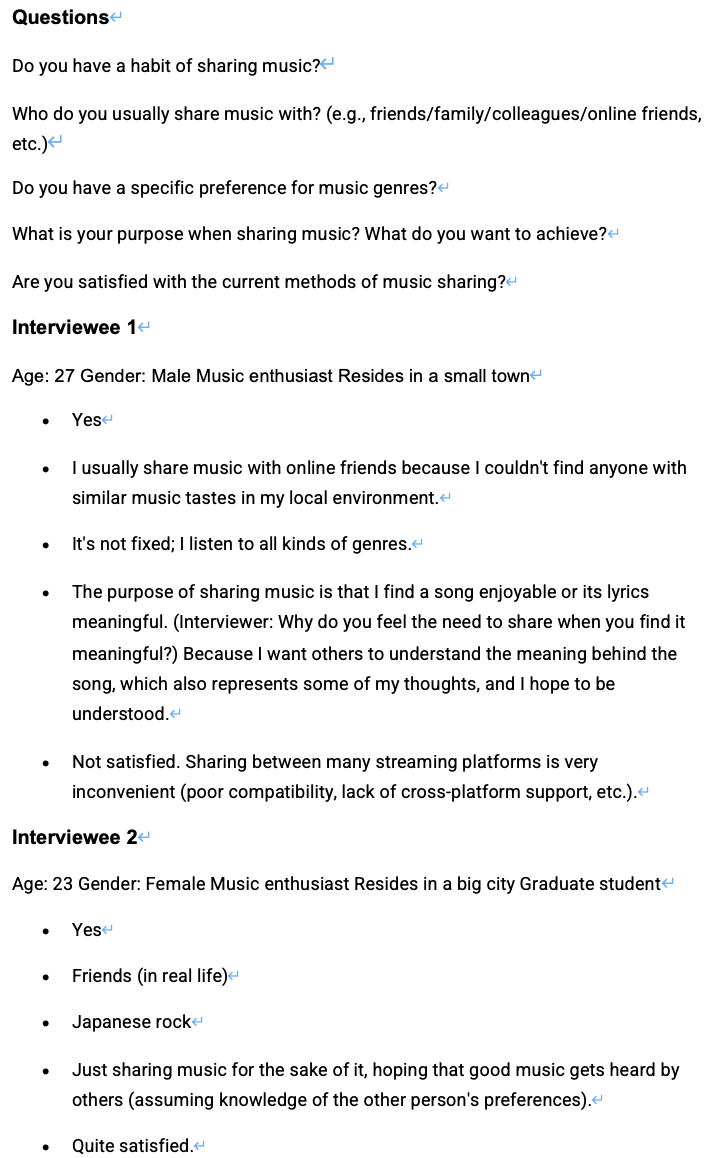 Questions
Do you have a habit of sharing music?
Who do you usually share music with? (e.g., friends/family/colleagues/online friends,
etc.)
Do you have a specific preference for music genres?
What is your purpose when sharing music? What do you want to achieve?
Are you satisfied with the current methods of music sharing?
Interviewee 1
Age: 27 Gender: Male Music enthusiast Resides in a small town
• Yes
• I usually share music with online friends because I couldn't find anyone with
similar music tastes in my local environment.
• It's not fixed; I listen to all kinds of genres.
• The purpose of sharing music is that I find a song enjoyable or its lyrics
meaningful. (Interviewer: Why do you feel the need to share when you find it
meaningful?) Because I want others to understand the meaning behind the
song, which also represents some of my thoughts, and I hope to be
understood.
• Not satisfied. Sharing between many streaming platforms is very
inconvenient (poor compatibility, lack of cross-platform support, etc.).
Interviewee 2
Age: 23 Gender: Female Music enthusiast Resides in a big city Graduate student
• Yes
• Friends (in real life)
• Japanese rock
• Just sharing music for the sake of it, hoping that good music gets heard by
others (assuming knowledge of the other person's preferences).
• Quite satisfied.